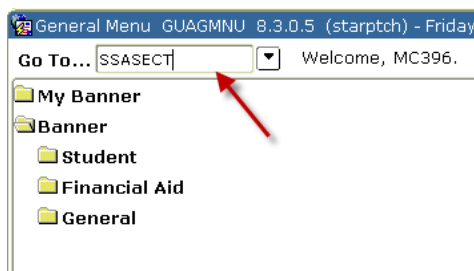 General Menu GUAGMNU 8.3.0.5 (starptch) - Friday
Go To... SSASECT Welcome, MC396.
My Banner
Banner
Student
Financial Aid
General